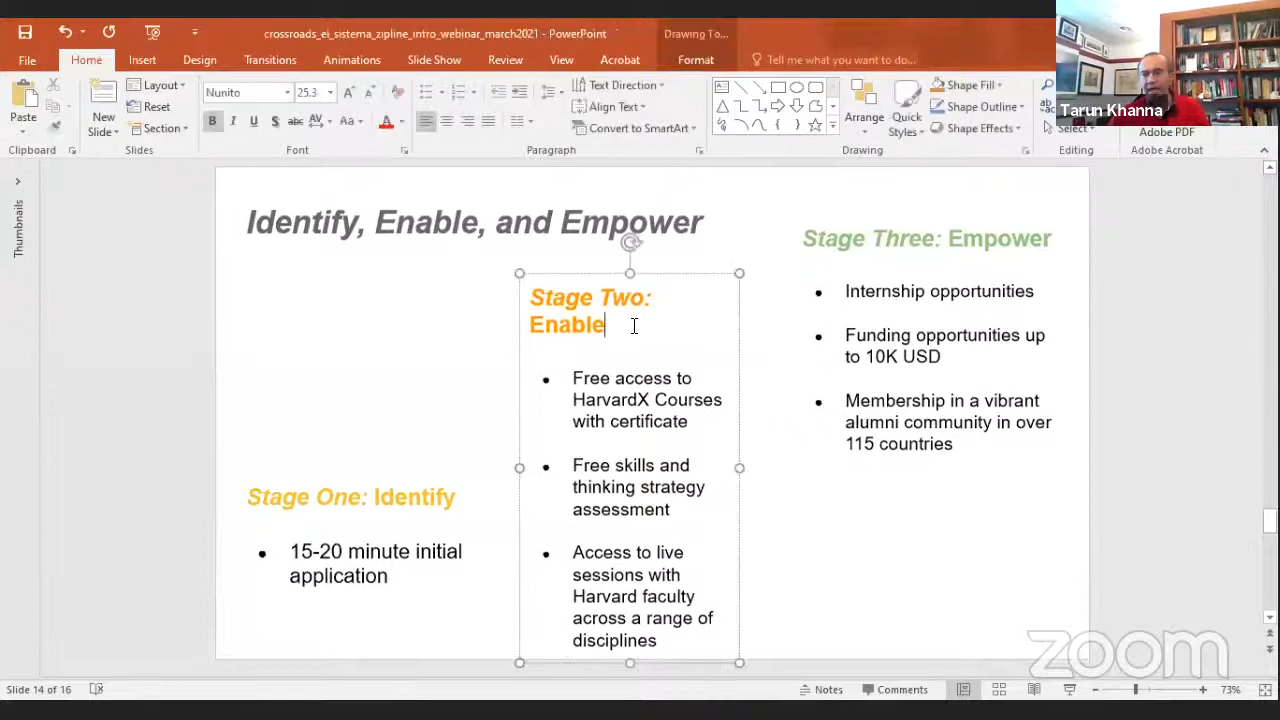 crossroads_ei_sistema_zipline_intro_webinar_march2021 - PowerPoint
Drawing To...
File
Home
Insert
Design
Transitions
Animations
Slide Show
Review
View
Acrobat
Format
Tell me what you want to do...
Tarun Khanna
Paste
New
Slide
Layout
Reset
Section
Nunito
25.3
B
I
U
S
abc
AV
Aa
A
Text Direction
Align Text
Convert to SmartArt
Arrange
Quick
Styles
Shape Fill
Shape Outline
Shape Effects
Select
Adobe PDF
Clipboard
Slides
Font
Paragraph
Drawing
Editing
Adobe Acrobat
Thumbnails
Identify, Enable, and Empower
Stage One: Identify
• 15-20 minute initial
application
Stage Two:
Enable
• Free access to
HarvardX Courses
with certificate
• Free skills and
thinking strategy
assessment
• Access to live
sessions with
Harvard faculty
across a range of
disciplines
Stage Three: Empower
• Internship opportunities
• Funding opportunities up
to 10K USD
• Membership in a vibrant
alumni community in over
115 countries
zoom
Slide 14 of 16
Notes
Comments
73%